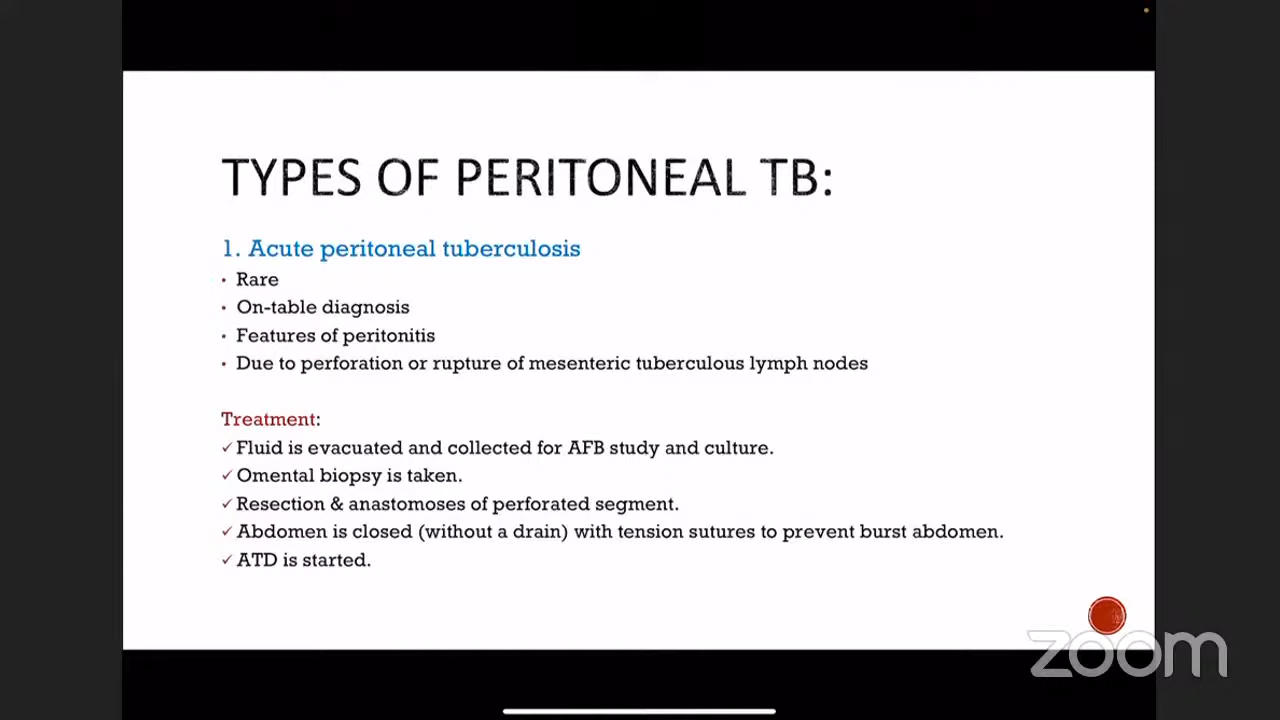 TYPES OF PERITONEAL TB:
1. Acute peritoneal tuberculosis
• Rare
• On-table diagnosis
• Features of peritonitis
• Due to perforation or rupture of mesenteric tuberculous lymph nodes
Treatment:
✓ Fluid is evacuated and collected for AFB study and culture.
✓ Omental biopsy is taken.
✓ Resection & anastomoses of perforated segment.
✓ Abdomen is closed (without a drain) with tension sutures to prevent burst abdomen.
✓ ATD is started.
zoom